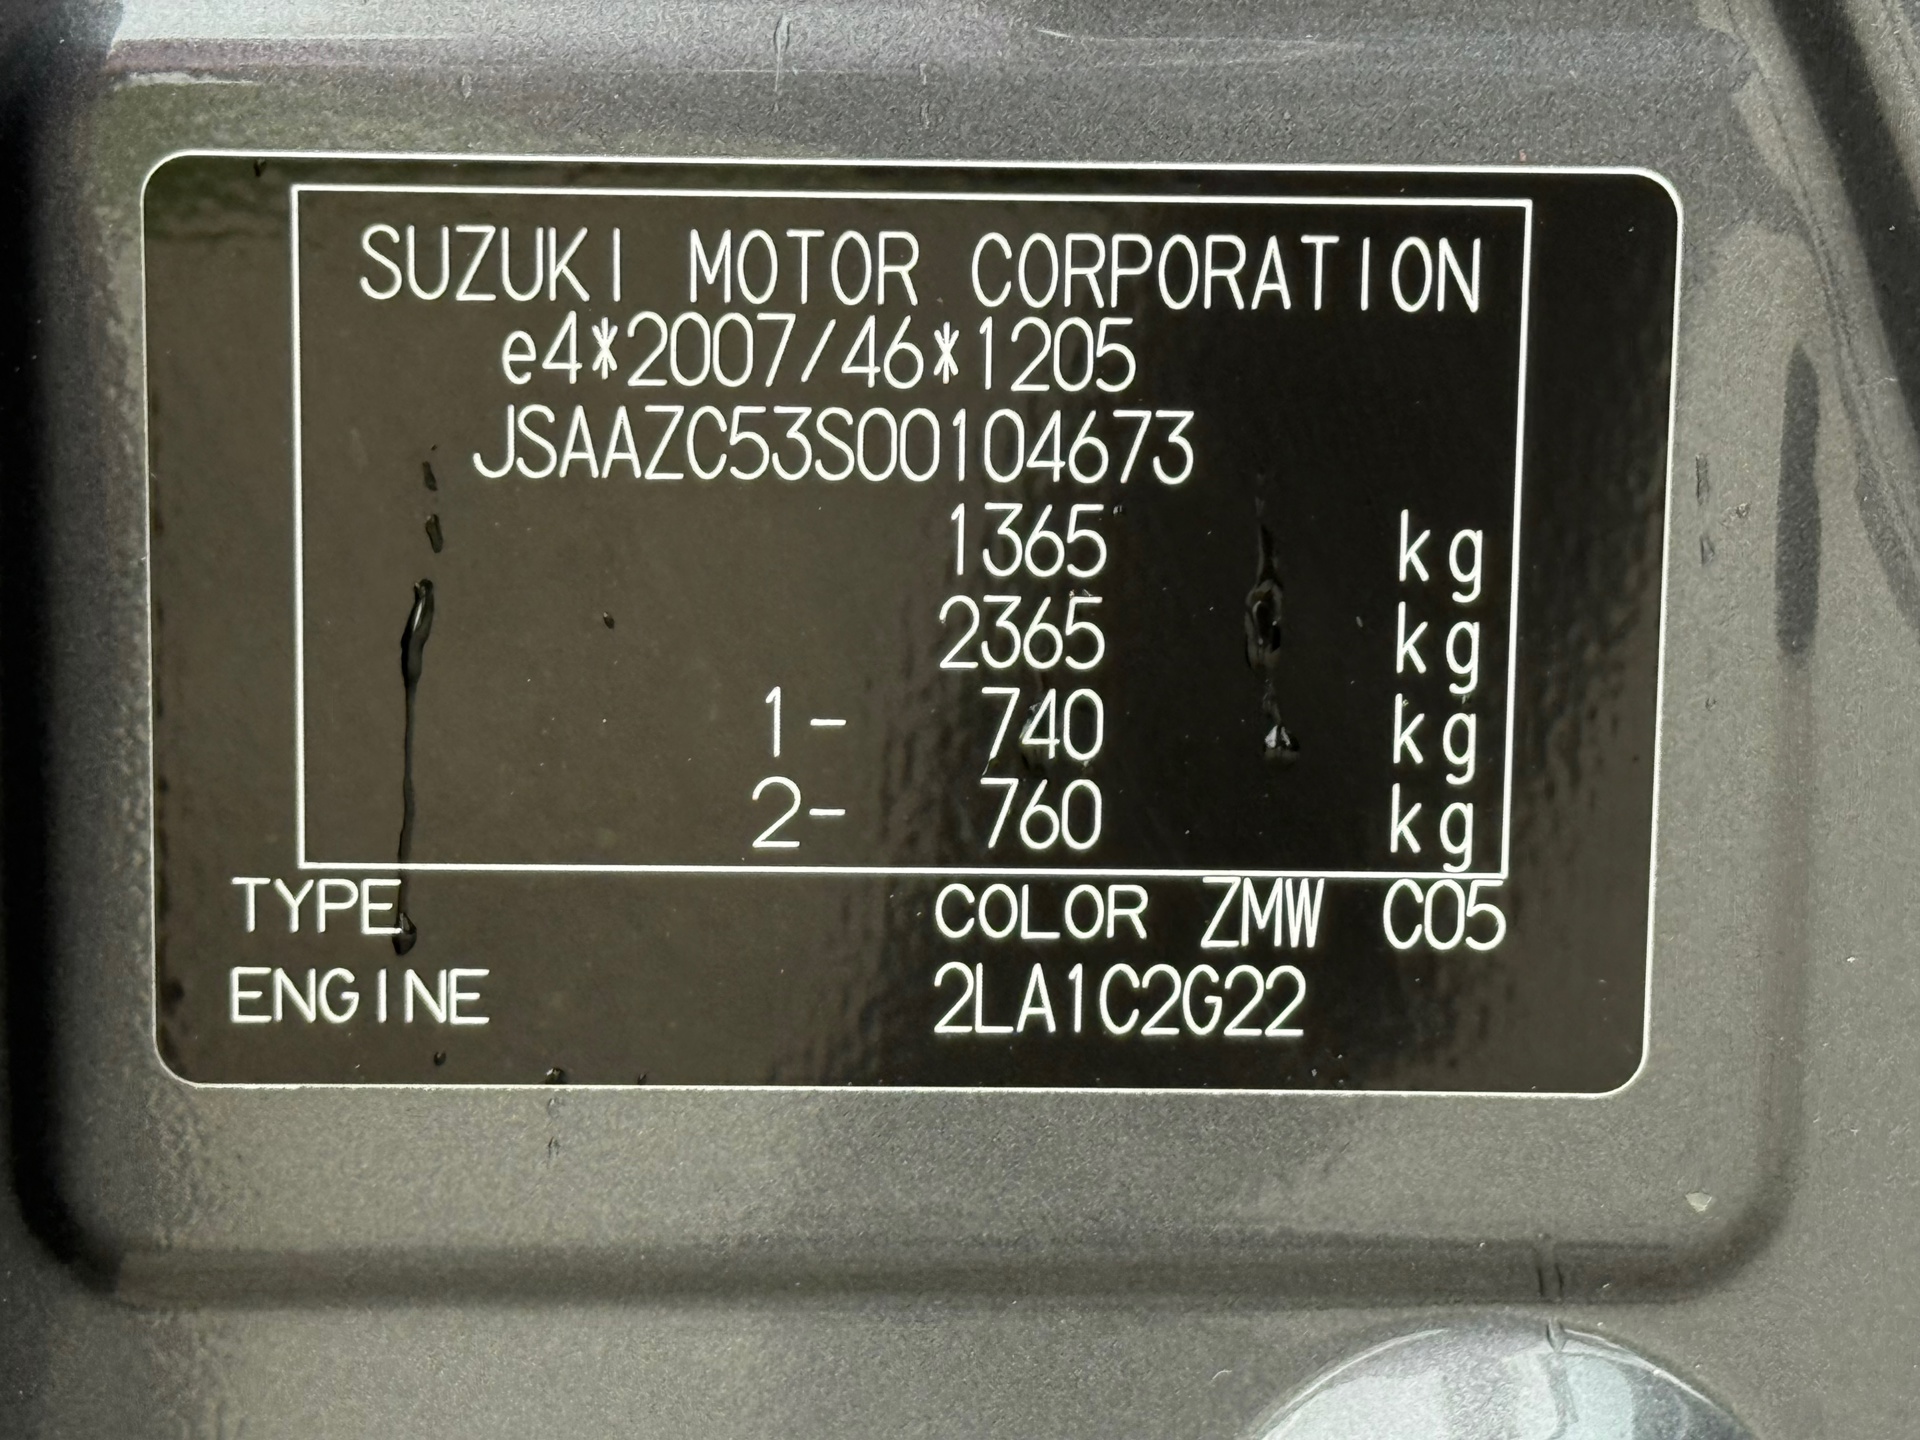 SUZUKI MOTOR CORPORATION
e4*2007/46*1205
JSAAZC53S00104673
1365 kg
2365 kg
1- 740 kg
2- 760 kg
TYPE COLOR ZMW C05
ENGINE 2LA1C2G22